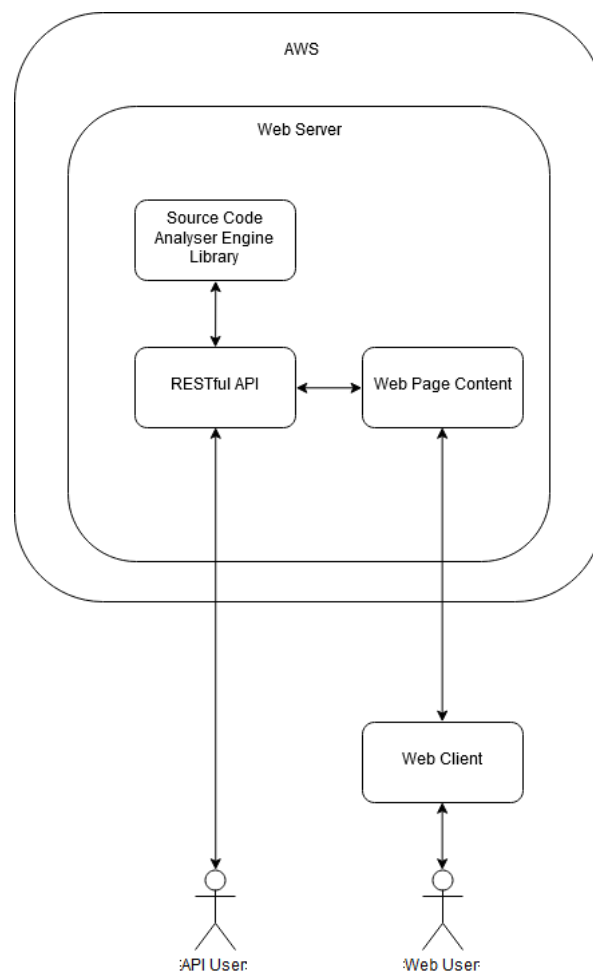 AWS
Web Server
Source Code
Analyser Engine
Library
RESTful API
Web Page Content
Web Client
API User
Web User